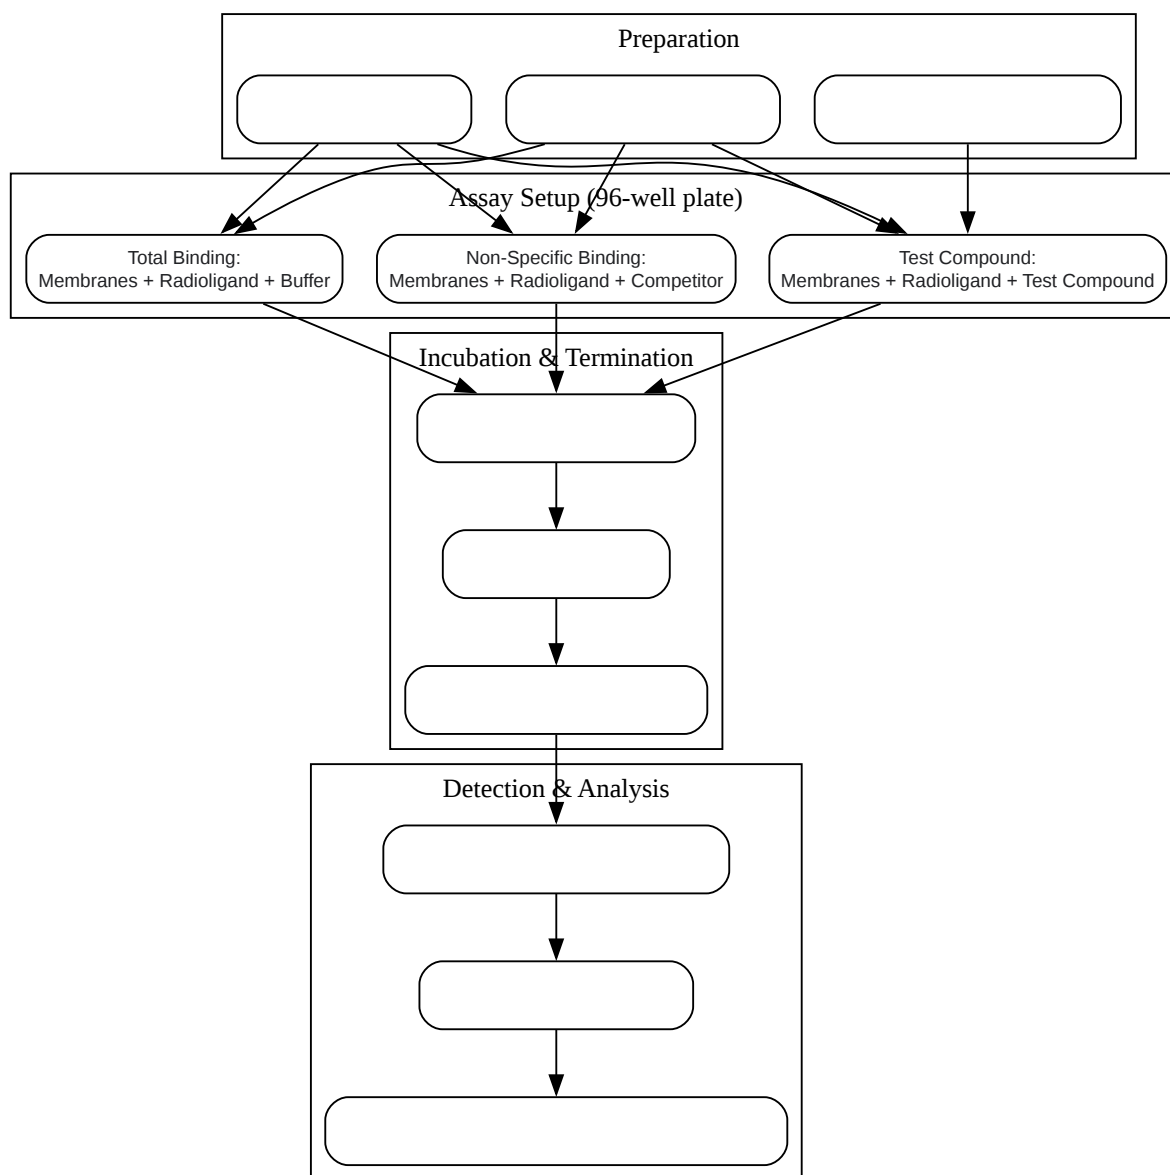 Preparation
Assay Setup (96-well plate)
Total Binding:
Membranes + Radioligand + Buffer
Non-Specific Binding:
Membranes + Radioligand + Competitor
Test Compound:
Membranes + Radioligand + Test Compound
Incubation & Termination
Detection & Analysis